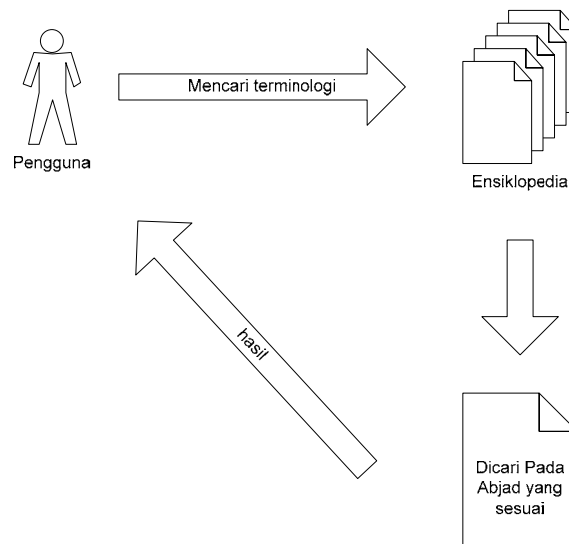 Mencari terminologi
Pengguna
Ensiklopedia
hasil
Dicari Pada
Abjad yang
sesuai